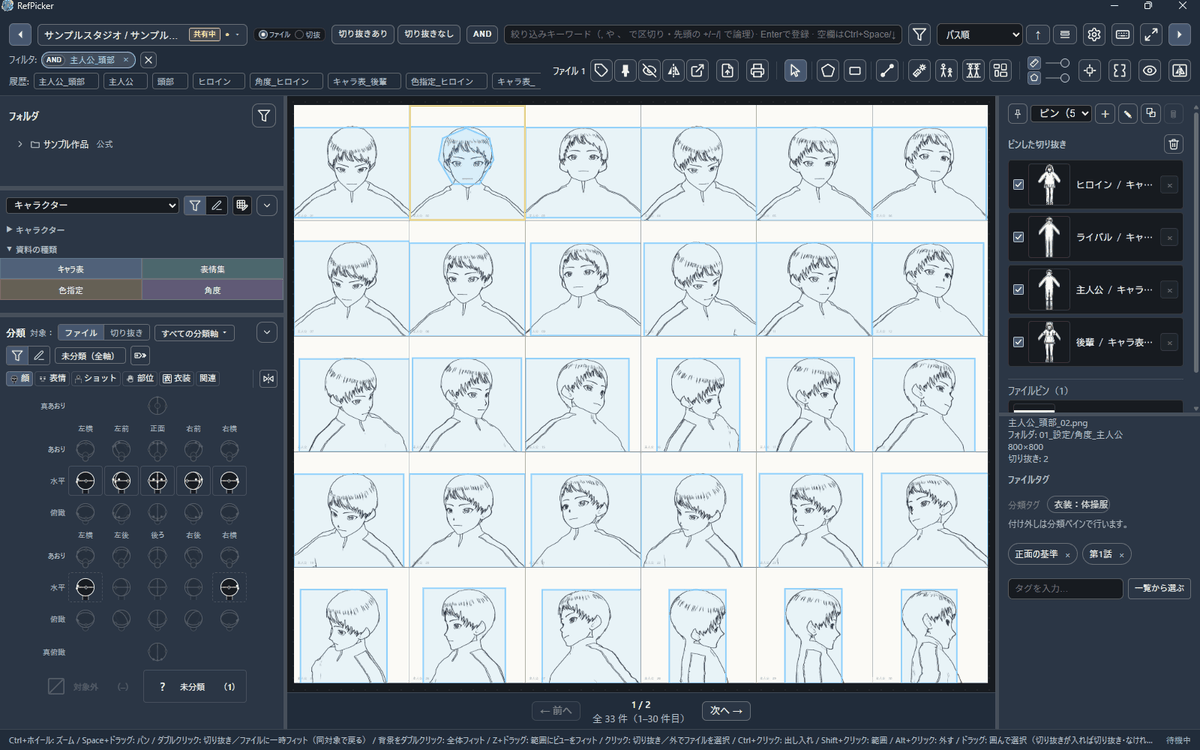 RefPicker
サンプルスタジオ / サンプル… 共有中
ファイル 切抜
切り抜きあり 切り抜きなし AND
絞り込みキーワード (, や 、 で区切り・先頭の +/-/| で論理) · Enterで登録 · 空欄はCtrl+Space/↓
パス順
フィルタ: AND 主人公_頭部 ×
履歴: 主人公_頭部 主人公 頭部 ヒロイン 角度_ヒロイン キャラ表_後輩 色指定_ヒロイン キャラ表_
ファイル 1
フォルダ
サンプル作品 公式
キャラクター
キャラクター
資料の種類
キャラ表 表情集
色指定 角度
分類 対象: ファイル 切り抜き すべての分類軸
未分類 (全軸)
顔 表情 ショット 部位 衣装 関連
真あおり
左横 左前 正面 右前 右横
あおり
水平
俯瞰
左横 左後 後ろ 右後 右横
あおり
水平
俯瞰
真俯瞰
対象外 (–) ? 未分類 (1)
← 前へ 1 / 2 次へ →
全 33 件 (1–30 件目)
ピン (5
ピンした切り抜き
ヒロイン / キャ… ×
ライバル / キャ… ×
主人公 / キャラ… ×
後輩 / キャラ表… ×
ファイルピン (1)
主人公_頭部_02.png
フォルダ: 01_設定/角度_主人公
800×800
切り抜き: 2
ファイルタグ
分類タグ 衣装：体操服
付け外しは分類ペインで行います。
正面の基準 × 第1話 ×
タグを入力... 一覧から選ぶ
Ctrl+ホイール: ズーム / Space+ドラッグ: パン / ダブルクリック: 切り抜き／ファイルに一時フィット (同対象で戻る) / 背景をダブルクリック: 全体フィット / Z+ドラッグ: 範囲にビューをフィット / クリック: 切り抜き／外でファイルを選択 / Ctrl+クリック: 出し入れ / Shift+クリック: 範囲 / Alt+クリック: 外す / ドラッグ: 囲んで選択 (切り抜きが入れば切り抜き・なけれ… 待機中